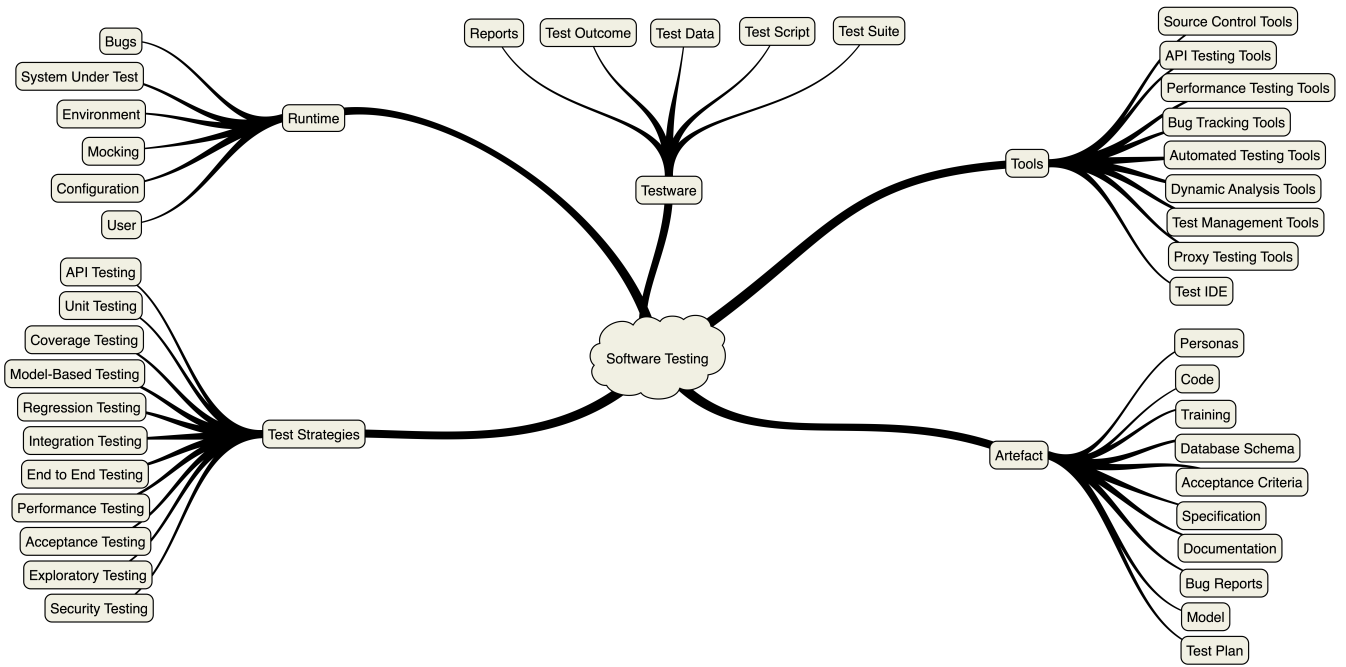 Software Testing
Runtime
Bugs
System Under Test
Environment
Mocking
Configuration
User
Testware
Reports
Test Outcome
Test Data
Test Script
Test Suite
Tools
Source Control Tools
API Testing Tools
Performance Testing Tools
Bug Tracking Tools
Automated Testing Tools
Dynamic Analysis Tools
Test Management Tools
Proxy Testing Tools
Test IDE
Test Strategies
API Testing
Unit Testing
Coverage Testing
Model-Based Testing
Regression Testing
Integration Testing
End to End Testing
Performance Testing
Acceptance Testing
Exploratory Testing
Security Testing
Artefact
Personas
Code
Training
Database Schema
Acceptance Criteria
Specification
Documentation
Bug Reports
Model
Test Plan